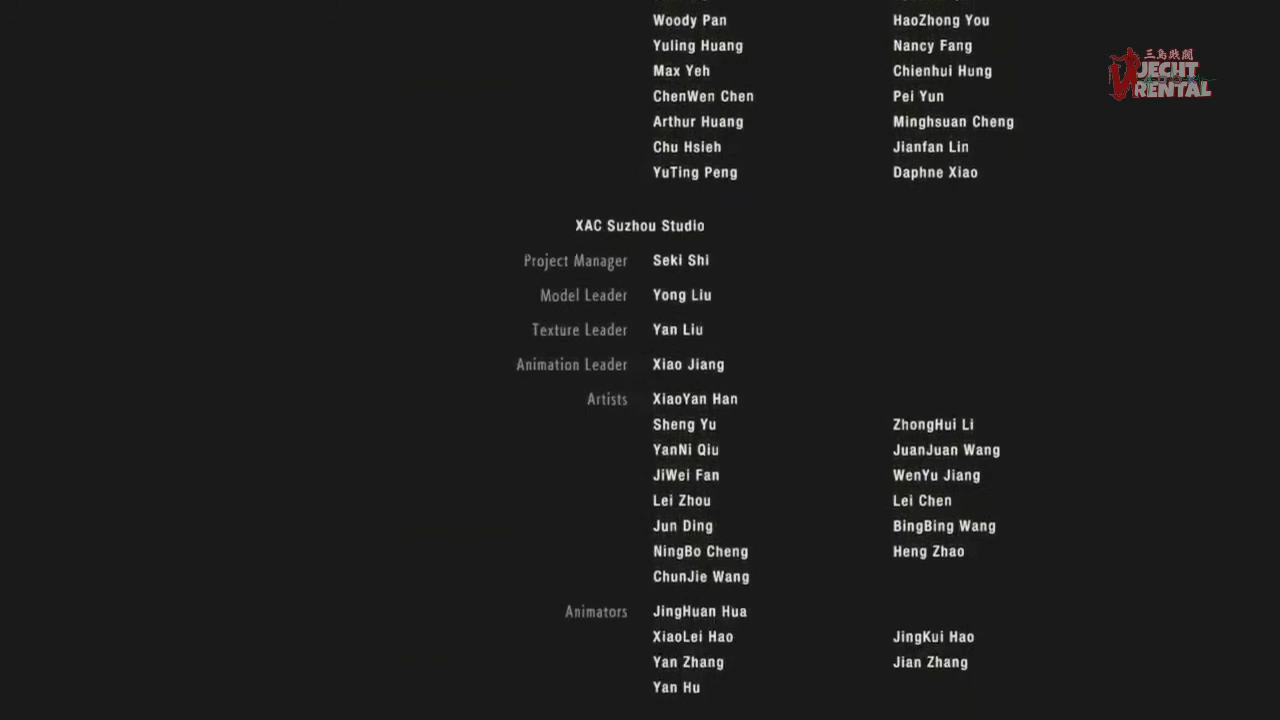 Woody Pan HaoZhong You
Yuling Huang Nancy Fang
Max Yeh Chienhui Hung
ChenWen Chen Pei Yun
Arthur Huang Minghsuan Cheng
Chu Hsieh Jianfan Lin
YuTing Peng Daphne Xiao
三島戦闘
JECHT
RENTAL
XAC Suzhou Studio
Project Manager Seki Shi
Model Leader Yong Liu
Texture Leader Yan Liu
Animation Leader Xiao Jiang
Artists XiaoYan Han
Sheng Yu ZhongHui Li
YanNi Qiu JuanJuan Wang
JiWei Fan WenYu Jiang
Lei Zhou Lei Chen
Jun Ding BingBing Wang
NingBo Cheng Heng Zhao
ChunJie Wang
Animators JingHuan Hua
XiaoLei Hao JingKui Hao
Yan Zhang Jian Zhang
Yan Hu